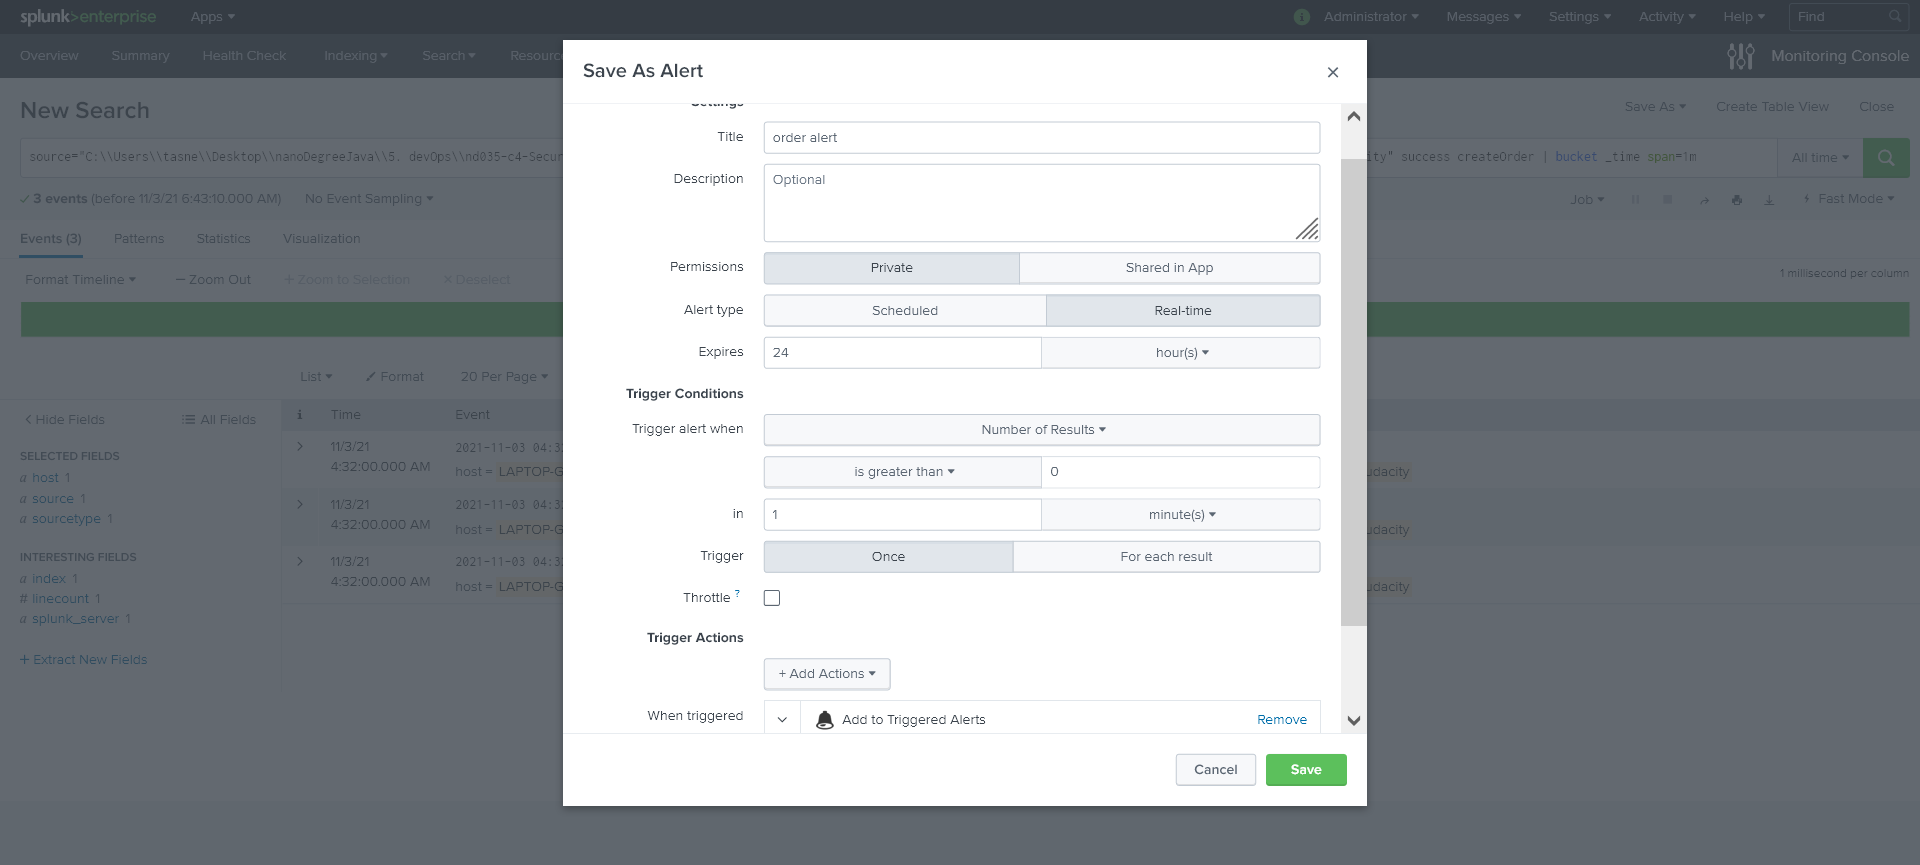 splunk>enterprise Apps
Administrator Messages Settings Activity Help Find
Overview Summary Health Check Indexing Search
Monitoring Console
New Search
Save As Create Table View Close
source="C:\\Users\\tasne\\Desktop\\nanoDegreeJava\\5. devOps\\nd035-c4-Secur
ity" success createOrder | bucket _time span=1m
All time
✓ 3 events (before 11/3/21 6:43:10.000 AM) No Event Sampling
Job Fast Mode
Events (3) Patterns Statistics Visualization
Format Timeline — Zoom Out + Zoom to Selection × Deselect
1 millisecond per column
List Format 20 Per Page
< Hide Fields All Fields
i Time Event
SELECTED FIELDS
a host 1
a source 1
a sourcetype 1
INTERESTING FIELDS
a index 1
# linecount 1
a splunk_server 1
+ Extract New Fields
> 11/3/21 2021-11-03 04:3
4:32:00.000 AM host = LAPTOP-G udacity
> 11/3/21 2021-11-03 04:3
4:32:00.000 AM host = LAPTOP-G udacity
> 11/3/21 2021-11-03 04:3
4:32:00.000 AM host = LAPTOP-G udacity
Save As Alert ×
Settings
Title order alert
Description Optional
Permissions Private Shared in App
Alert type Scheduled Real-time
Expires 24 hour(s)
Trigger Conditions
Trigger alert when Number of Results
is greater than 0
in 1 minute(s)
Trigger Once For each result
Throttle ?
Trigger Actions
+ Add Actions
When triggered Add to Triggered Alerts Remove
Cancel Save